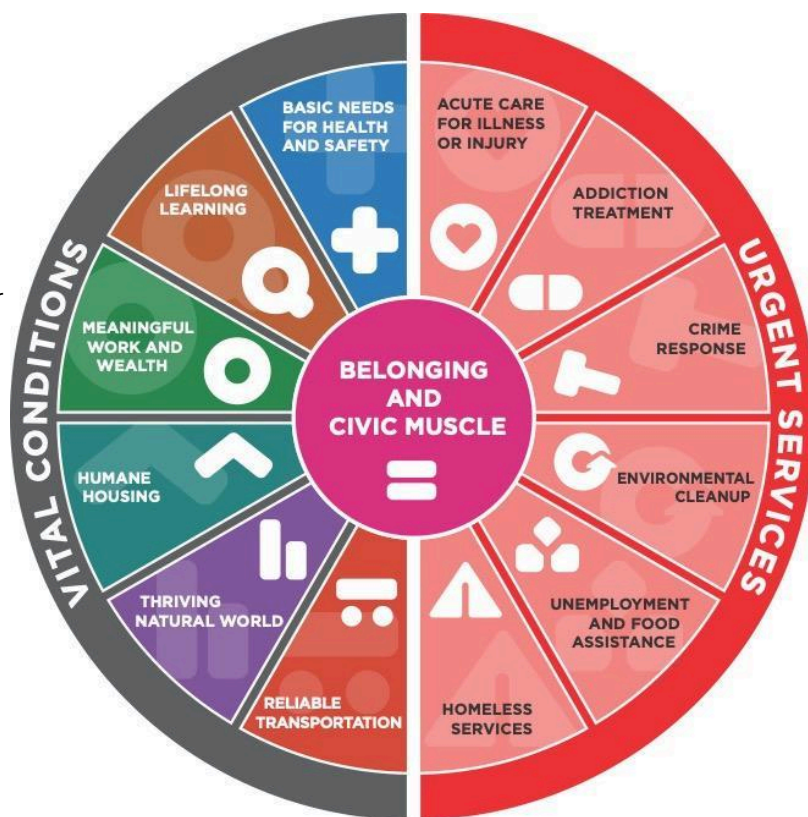 VITAL CONDITIONS
BASIC NEEDS
FOR HEALTH
AND SAFETY
LIFELONG
LEARNING
MEANINGFUL
WORK AND
WEALTH
HUMANE
HOUSING
THRIVING
NATURAL WORLD
RELIABLE
TRANSPORTATION
BELONGING
AND
CIVIC MUSCLE
URGENT SERVICES
ACUTE CARE
FOR ILLNESS
OR INJURY
ADDICTION
TREATMENT
CRIME
RESPONSE
ENVIRONMENTAL
CLEANUP
UNEMPLOYMENT
AND FOOD
ASSISTANCE
HOMELESS
SERVICES